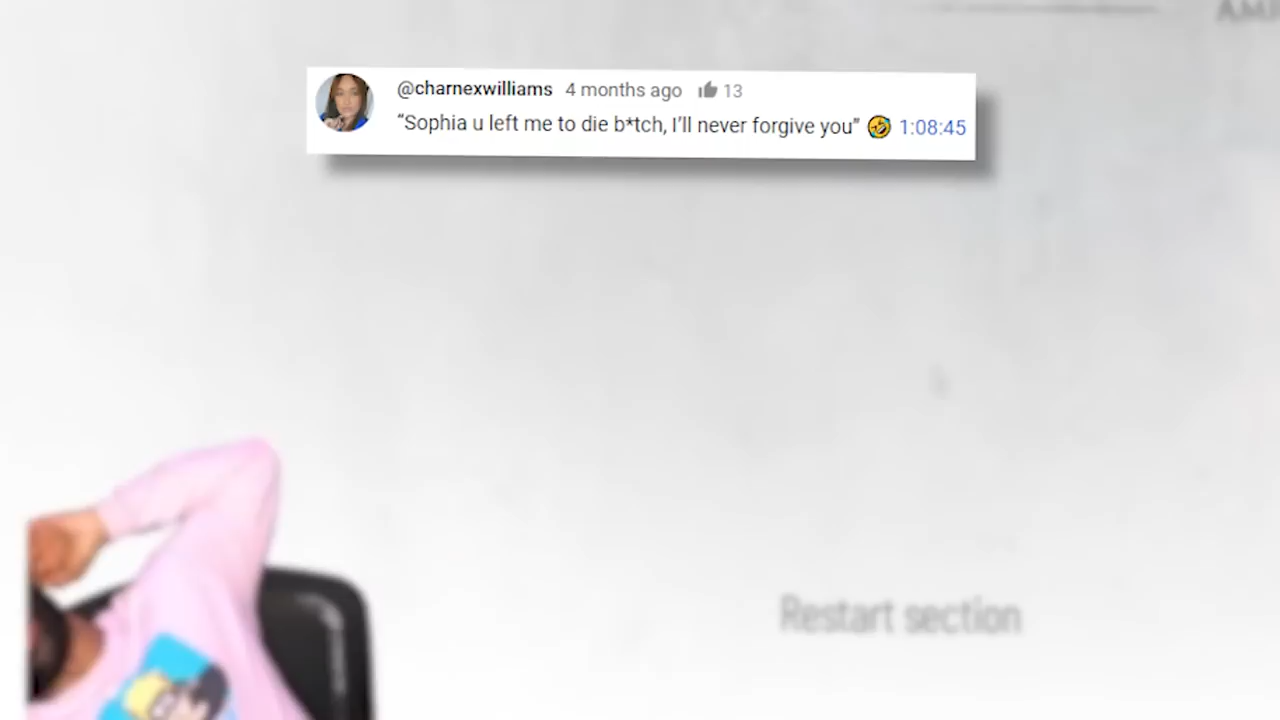 @charnexwilliams 4 months ago 13
“Sophia u left me to die b*tch, I’ll never forgive you” 🤣 1:08:45
Restart section